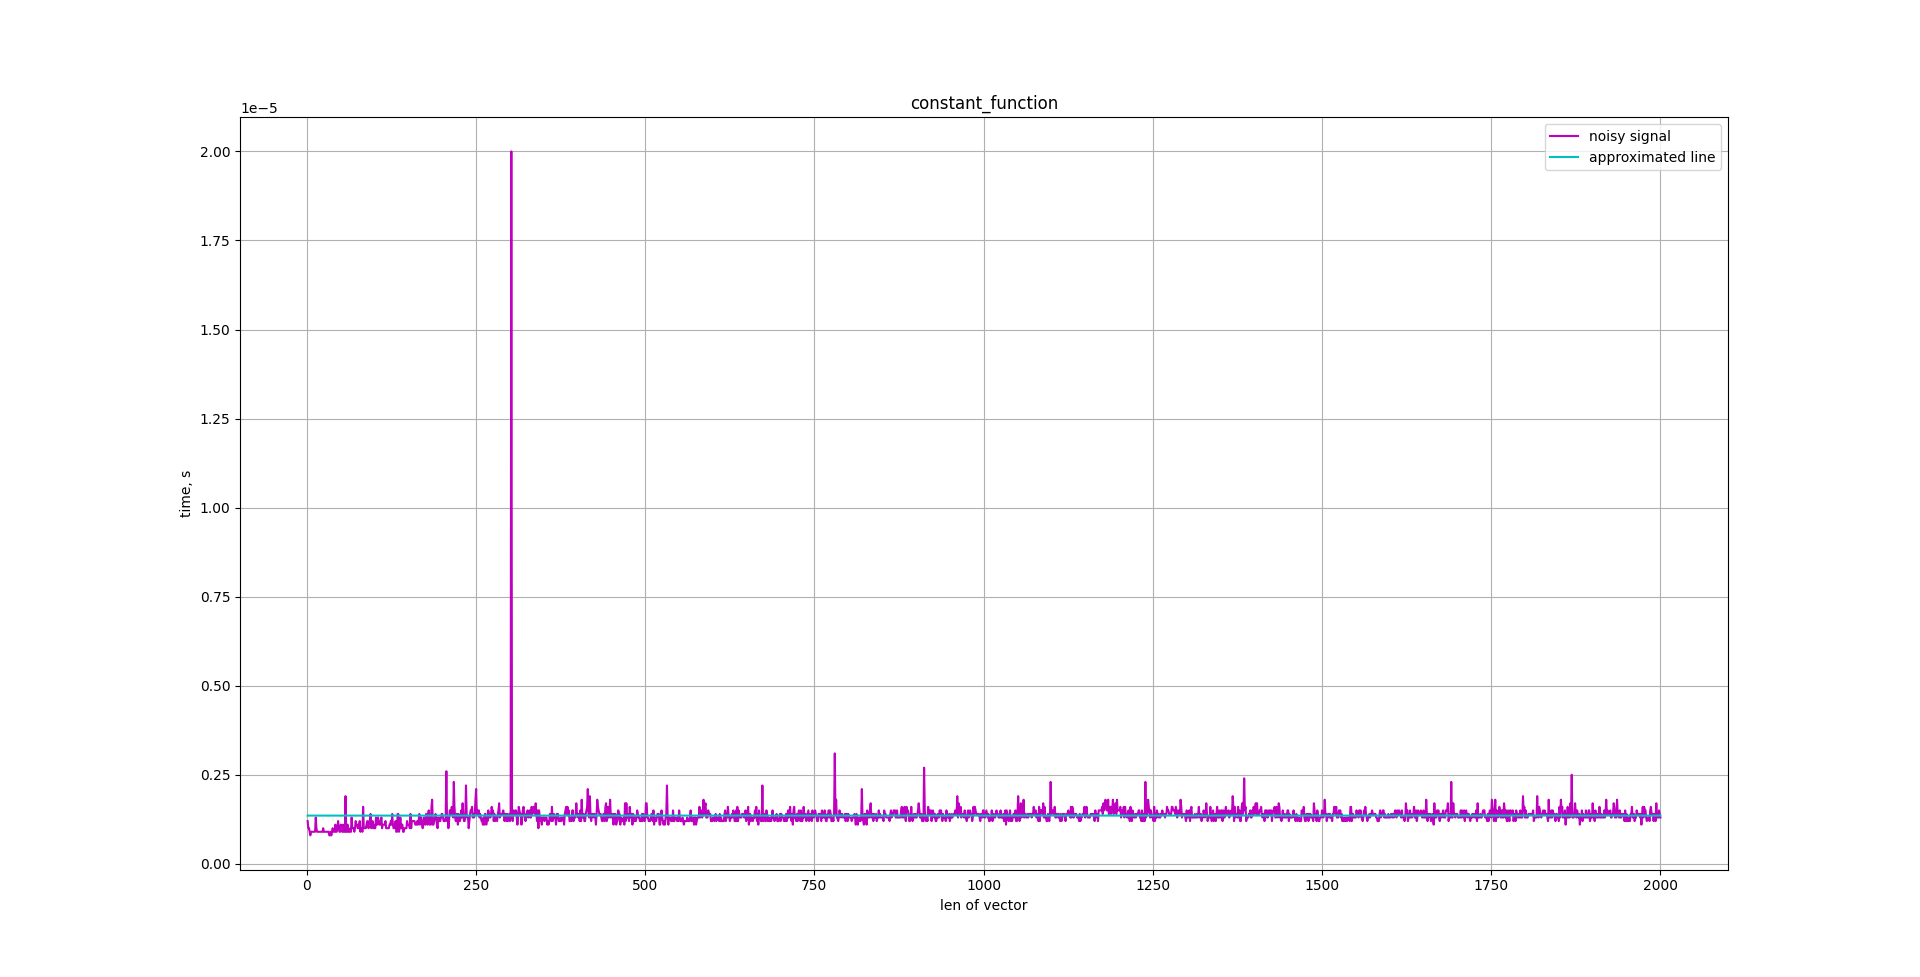 constant_function
1e−5
noisy signal
approximated line
2.00
1.75
1.50
1.25
1.00
0.75
0.50
0.25
0.00
time, s
0 250 500 750 1000 1250 1500 1750 2000
len of vector